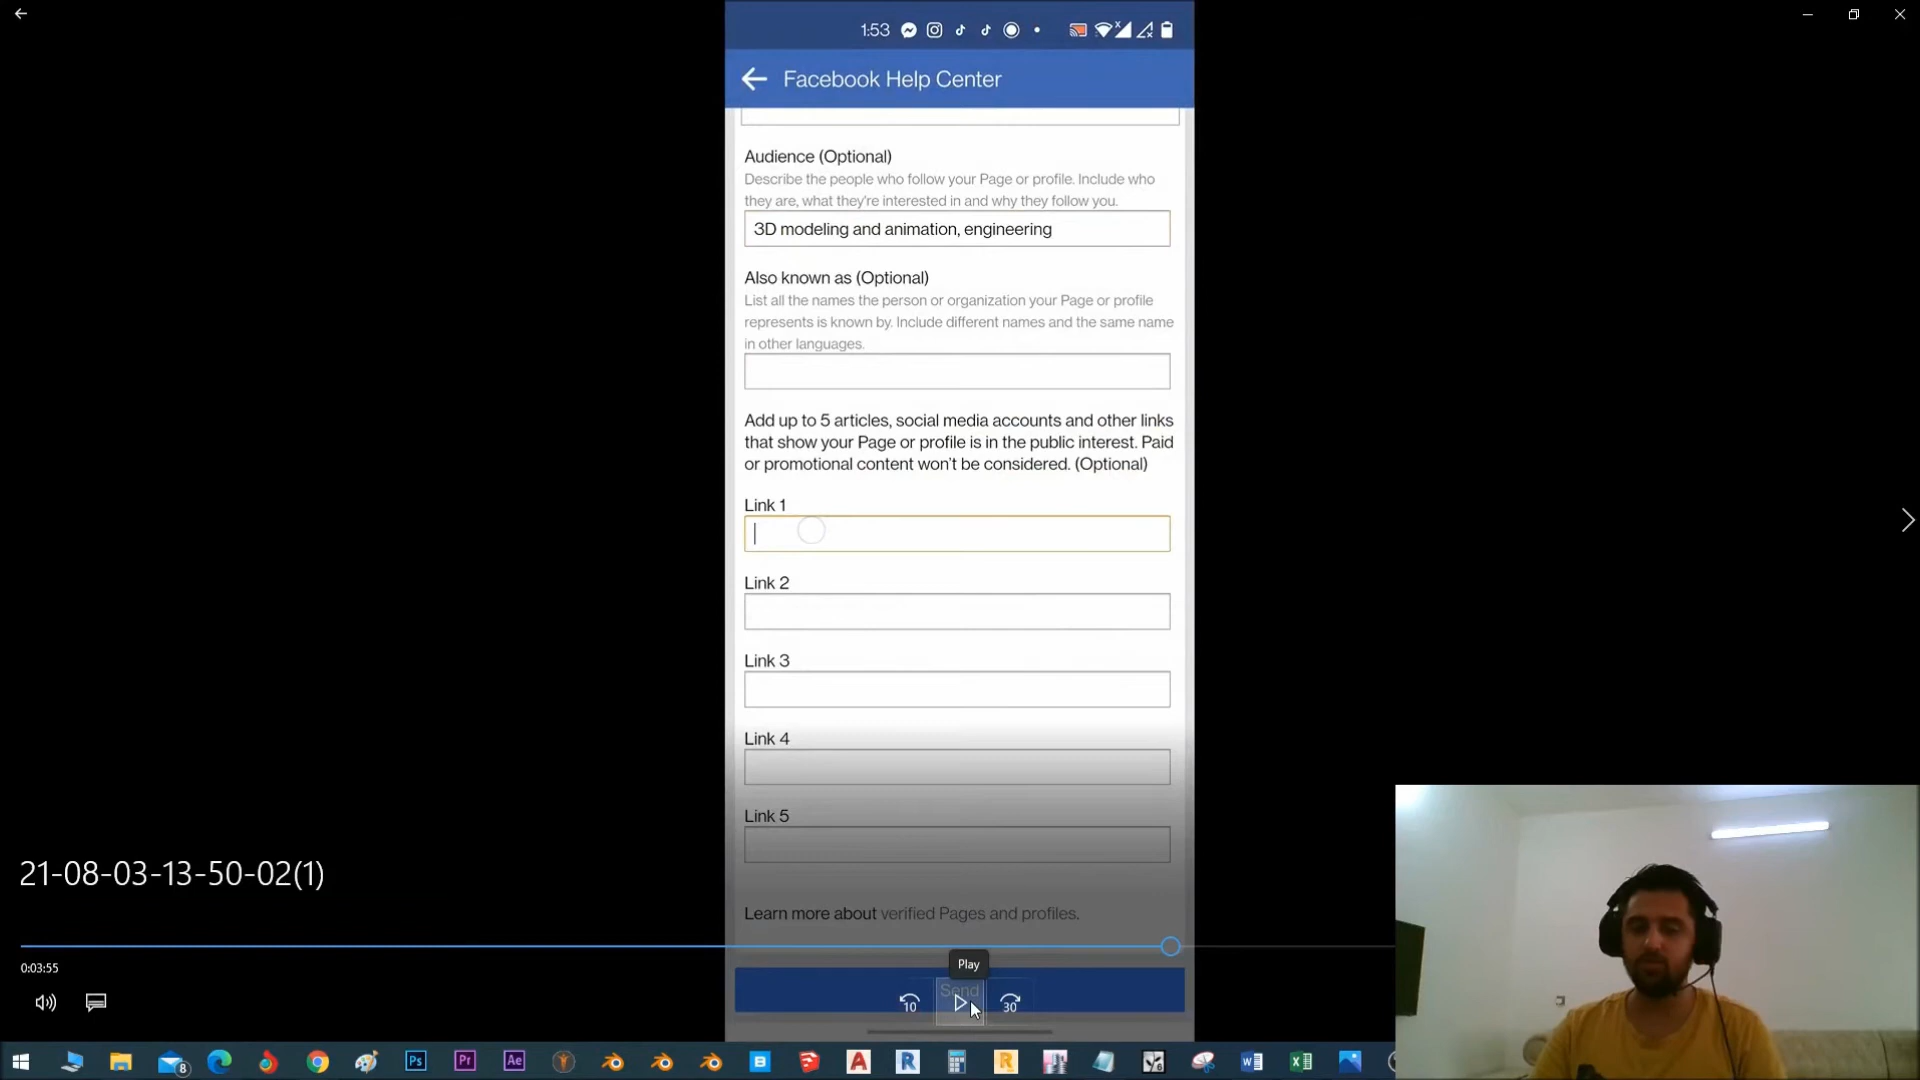 1:53
Facebook Help Center
Audience (Optional)
Describe the people who follow your Page or profile. Include who
they are, what they're interested in and why they follow you.
3D modeling and animation, engineering
Also known as (Optional)
List all the names the person or organization your Page or profile
represents is known by. Include different names and the same name
in other languages.
Add up to 5 articles, social media accounts and other links
that show your Page or profile is in the public interest. Paid
or promotional content won't be considered. (Optional)
Link 1
Link 2
Link 3
Link 4
Link 5
21-08-03-13-50-02(1)
Learn more about verified Pages and profiles.
0:03:55
Play
Send
10
30
8
Ps
Pr
Ae
B
A
R
R